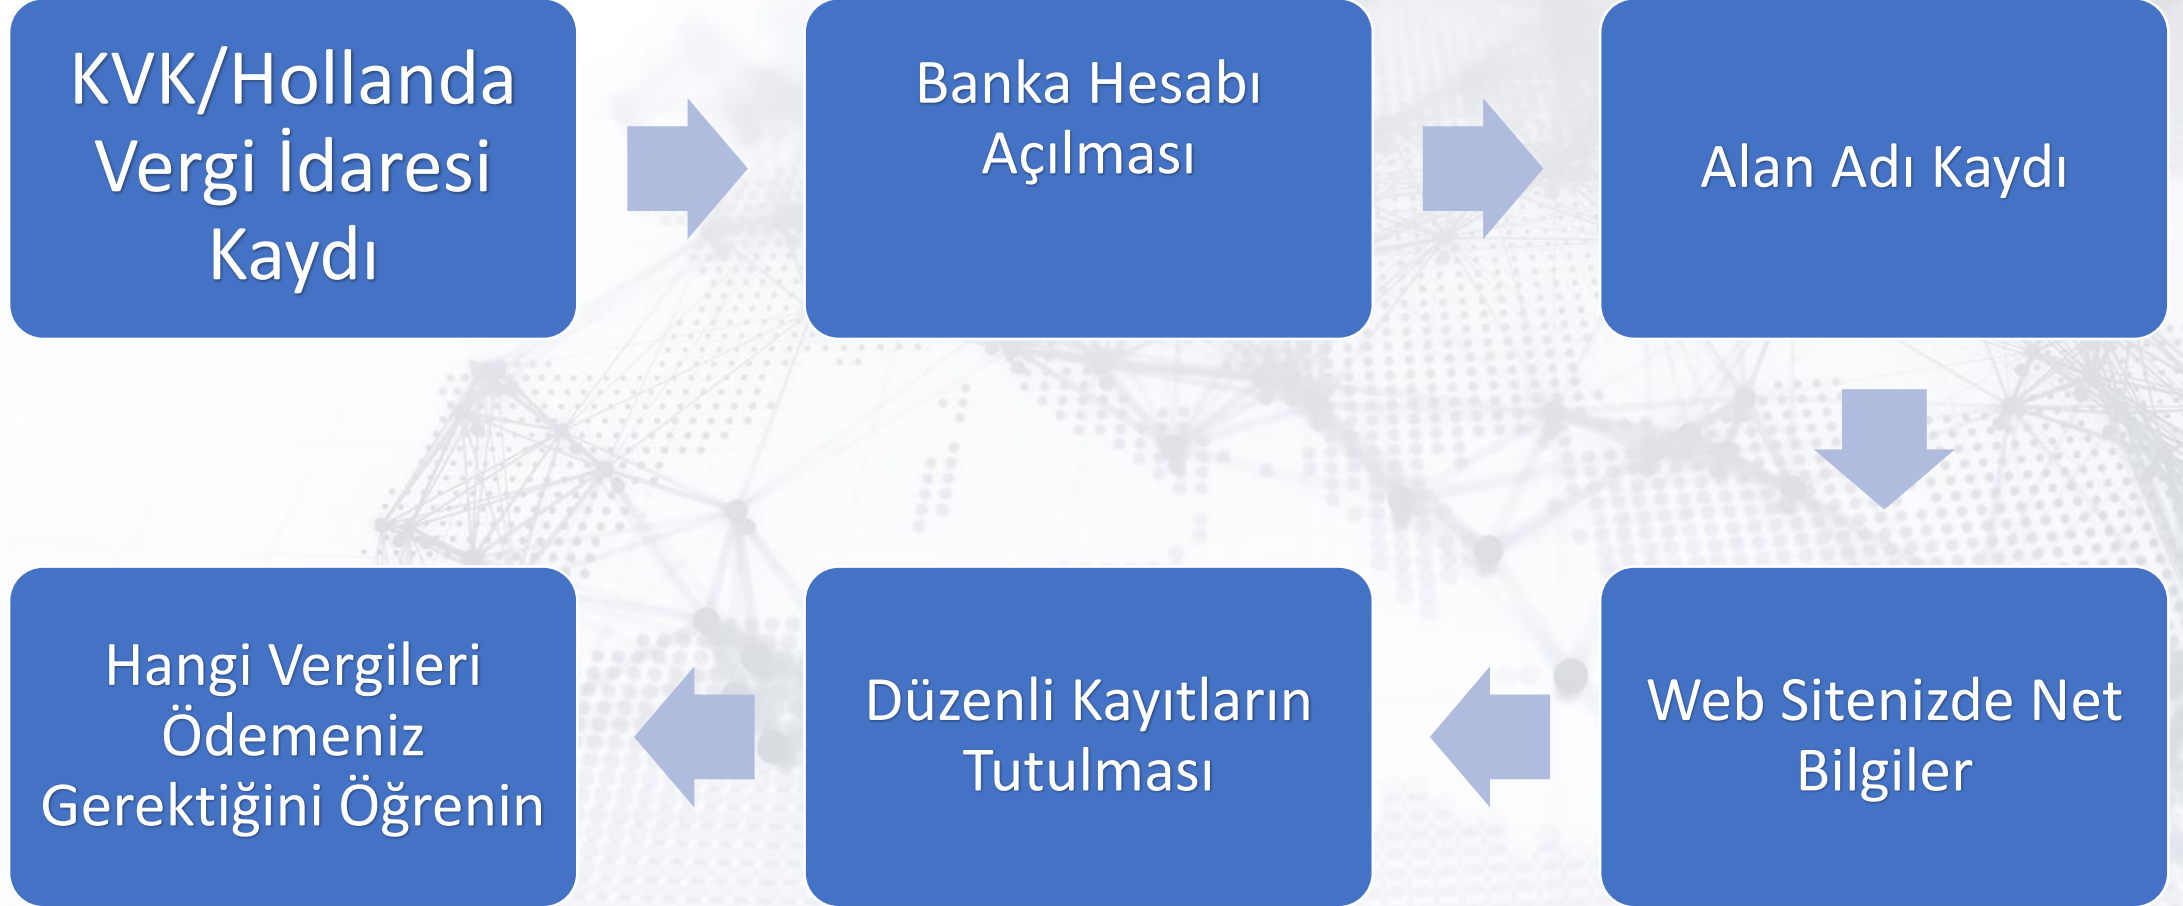 KVK/Hollanda
Vergi İdaresi
Kaydı
Banka Hesabı
Açılması
Alan Adı Kaydı
Web Sitenizde Net
Bilgiler
Düzenli Kayıtların
Tutulması
Hangi Vergileri
Ödemeniz
Gerektiğini Öğrenin